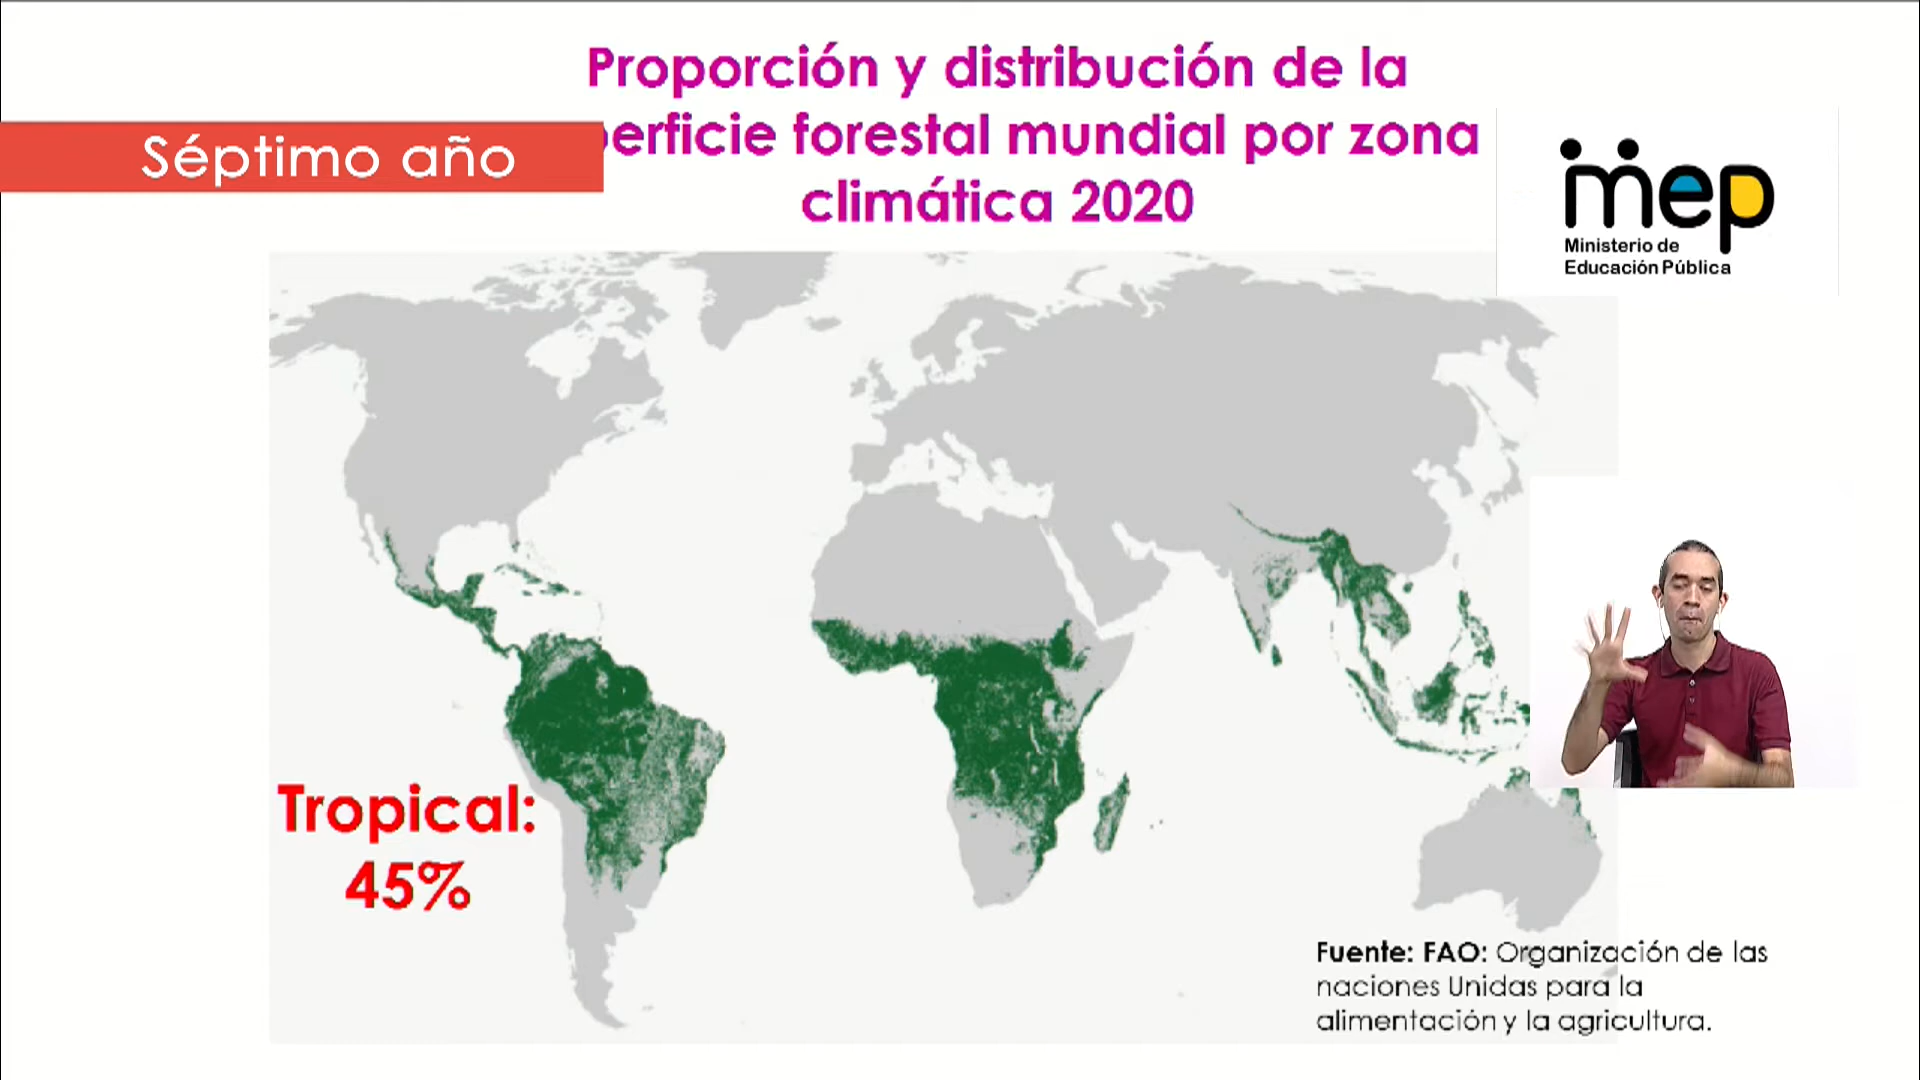 Proporción y distribución de la
Séptimo año
erficie forestal mundial por zona
climática 2020
mep
Ministerio de
Educación Pública
Tropical:
45%
Fuente: FAO: Organización de las
naciones Unidas para la
alimentación y la agricultura.